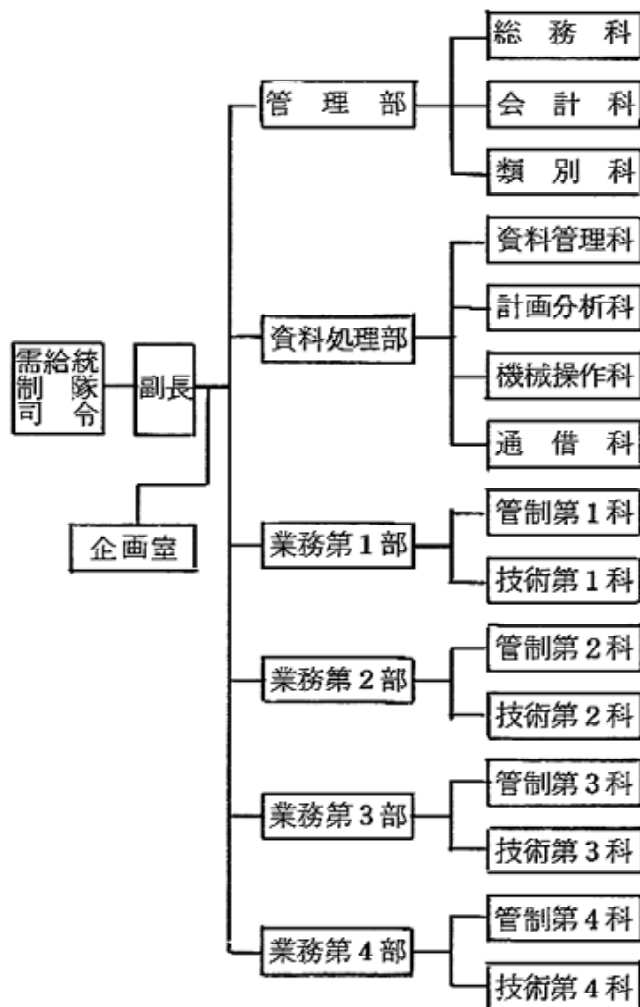 総務科
管理部
会計科
類別科
資料管理科
計画分析科
資料処理部
機械操作科
通借科
需給統
制隊
司令
副長
企画室
管制第1科
業務第1部
技術第1科
管制第2科
業務第2部
技術第2科
管制第3科
業務第3部
技術第3科
管制第4科
業務第4部
技術第4科